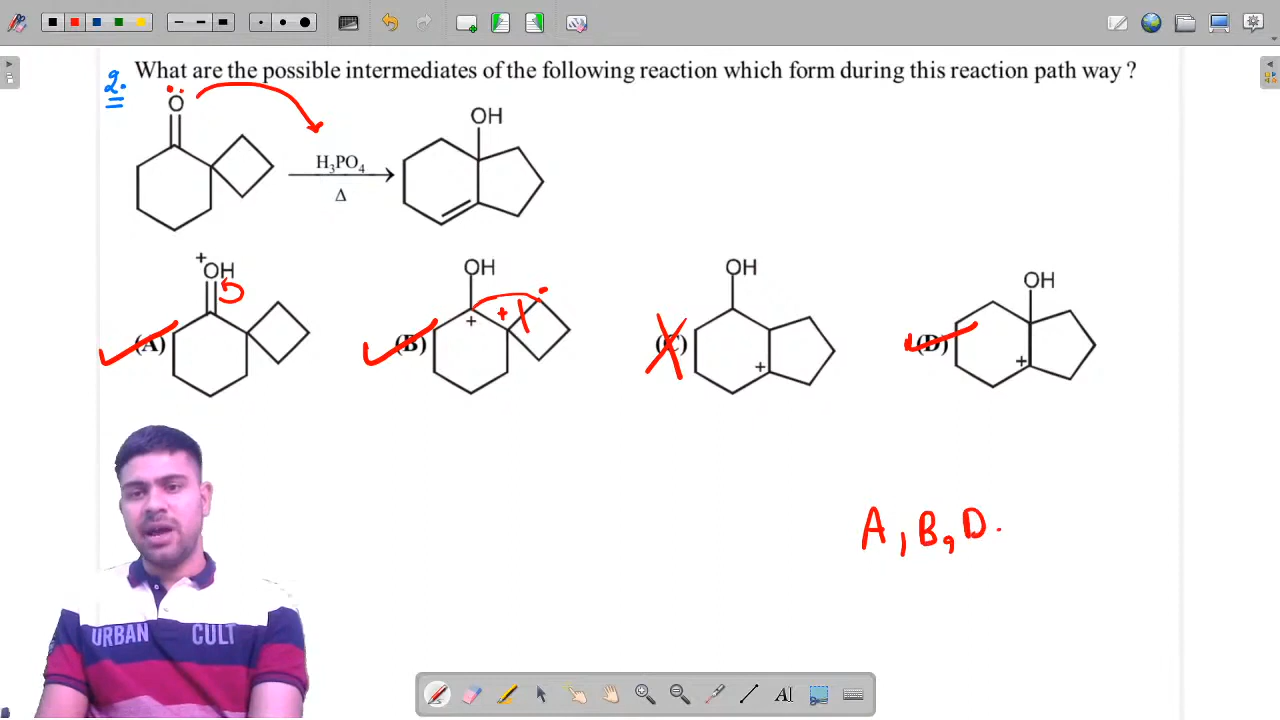 2. What are the possible intermediates of the following reaction which form during this reaction path way ?
O
OH
H₃PO₄
Δ
+
OH
(A)
OH
+
+
(B)
OH
+
(C)
OH
+
(D)
A, B, D.
URBAN CULT
A